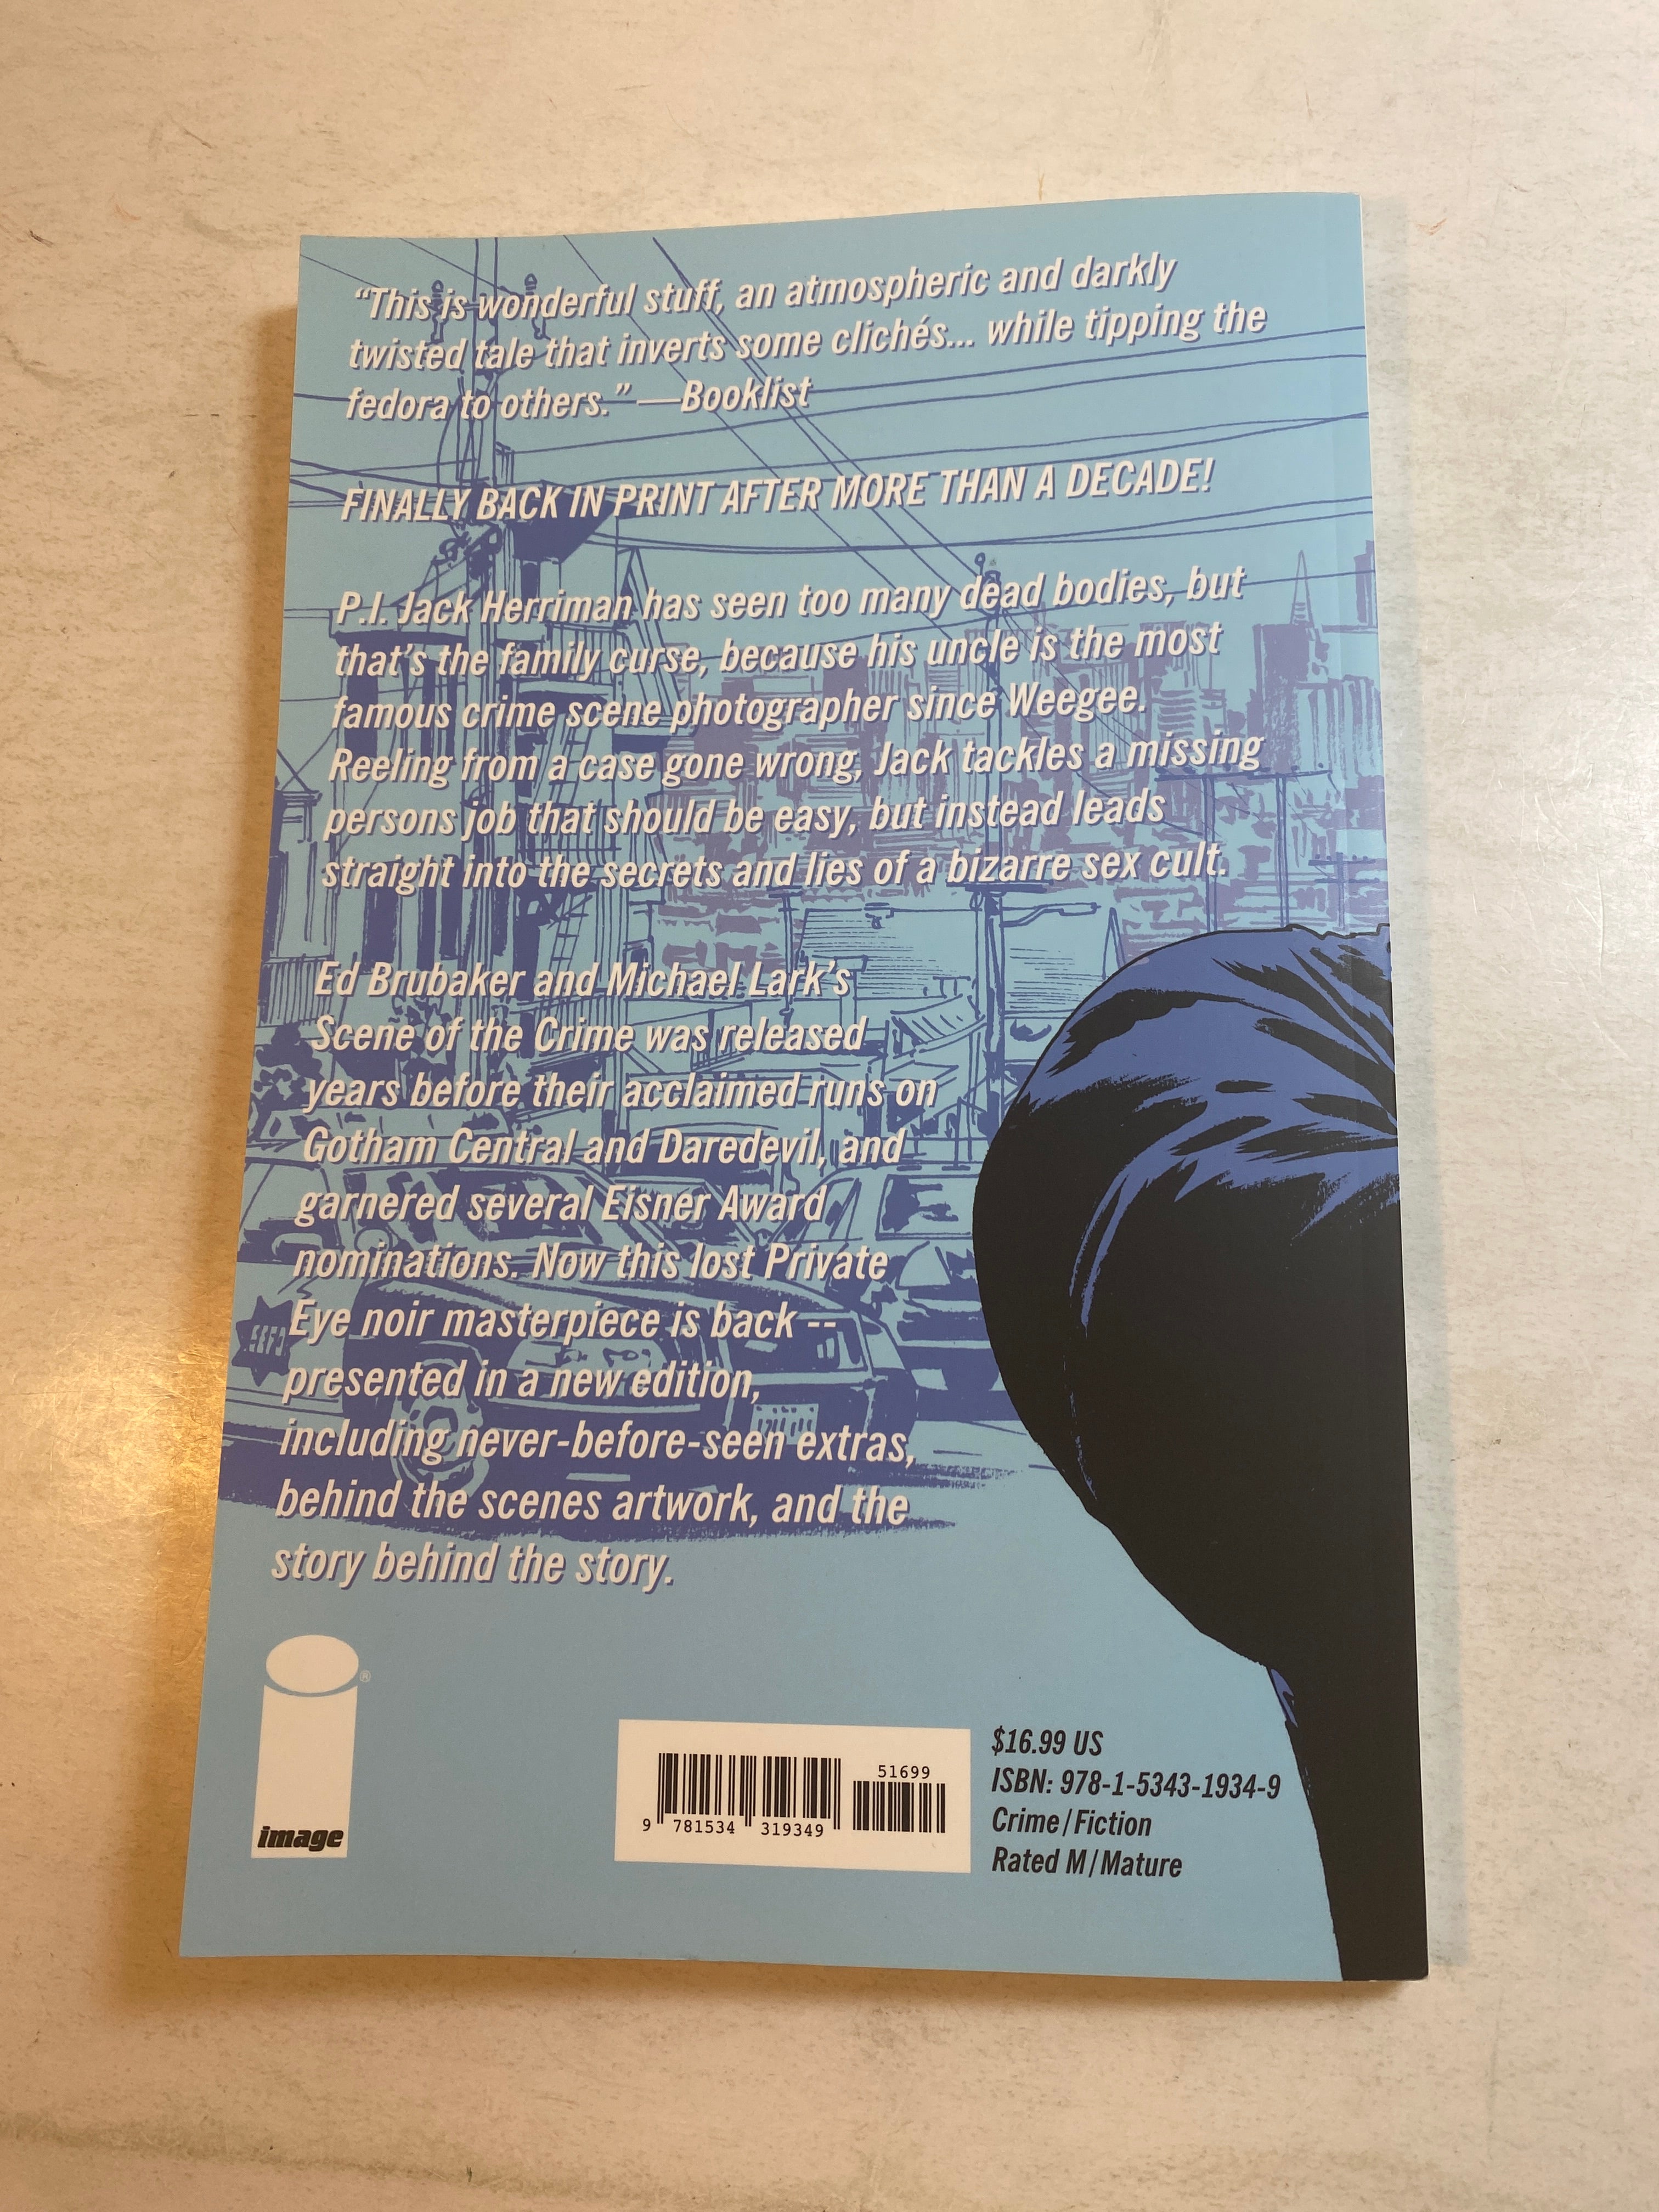 “This is wonderful stuff, an atmospheric and darkly
twisted tale that inverts some clichés... while tipping the
fedora to others.” —Booklist
FINALLY BACK IN PRINT AFTER MORE THAN A DECADE!
P.I. Jack Herriman has seen too many dead bodies, but
that’s the family curse, because his uncle is the most
famous crime scene photographer since Weegee.
Reeling from a case gone wrong, Jack tackles a missing
persons job that should be easy, but instead leads
straight into the secrets and lies of a bizarre sex cult.
Ed Brubaker and Michael Lark’s
Scene of the Crime was released
years before their acclaimed runs on
Gotham Central and Daredevil, and
garnered several Eisner Award
nominations. Now this lost Private
Eye noir masterpiece is back --
presented in a new edition,
including never-before-seen extras,
behind the scenes artwork, and the
story behind the story.
®
image
51699
9 781534 319349
$16.99 US
ISBN: 978-1-5343-1934-9
Crime/Fiction
Rated M/Mature